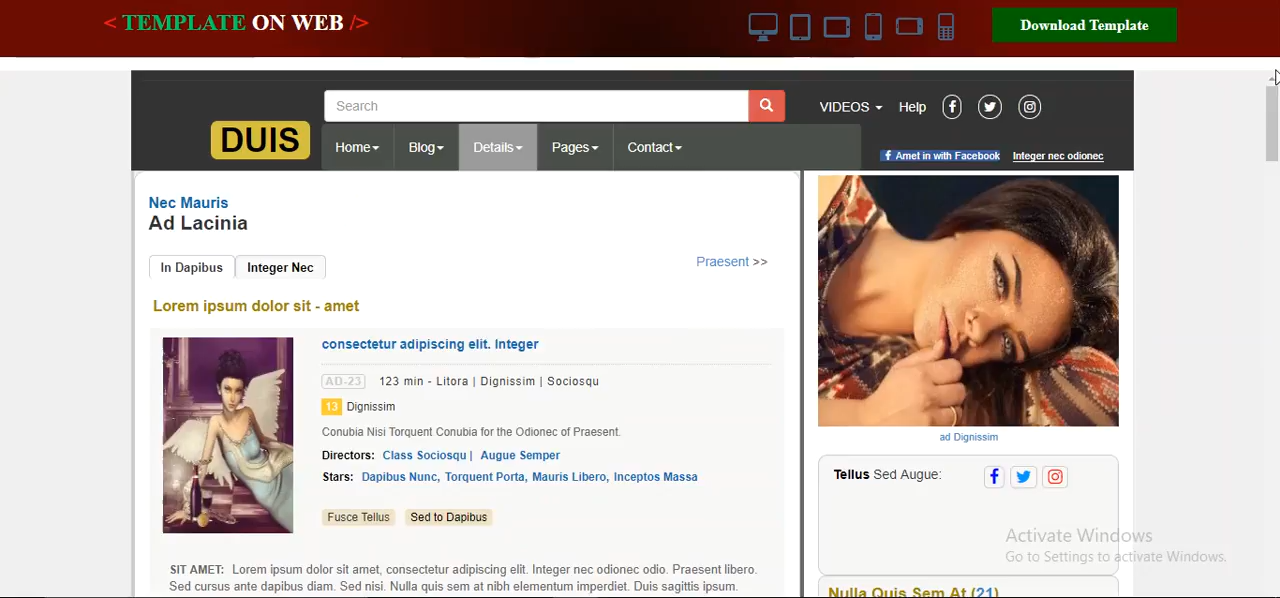 < TEMPLATE ON WEB />
Download Template
Search
VIDEOS
Help
DUIS
Home
Blog
Details
Pages
Contact
f Amet in with Facebook
Integer nec odionec
Nec Mauris
Ad Lacinia
In Dapibus
Integer Nec
Praesent >>
Lorem ipsum dolor sit - amet
consectetur adipiscing elit. Integer
AD-23 123 min - Litora | Dignissim | Sociosqu
13 Dignissim
Conubia Nisi Torquent Conubia for the Odionec of Praesent.
Directors: Class Sociosqu | Augue Semper
Stars: Dapibus Nunc, Torquent Porta, Mauris Libero, Inceptos Massa
Fusce Tellus
Sed to Dapibus
SIT AMET: Lorem ipsum dolor sit amet, consectetur adipiscing elit. Integer nec odionec odio. Praesent libero.
Sed cursus ante dapibus diam. Sed nisi. Nulla quis sem at nibh elementum imperdiet. Duis sagittis ipsum.
ad Dignissim
Tellus Sed Augue:
Activate Windows
Go to Settings to activate Windows.
Nulla Quis Sem At (21)